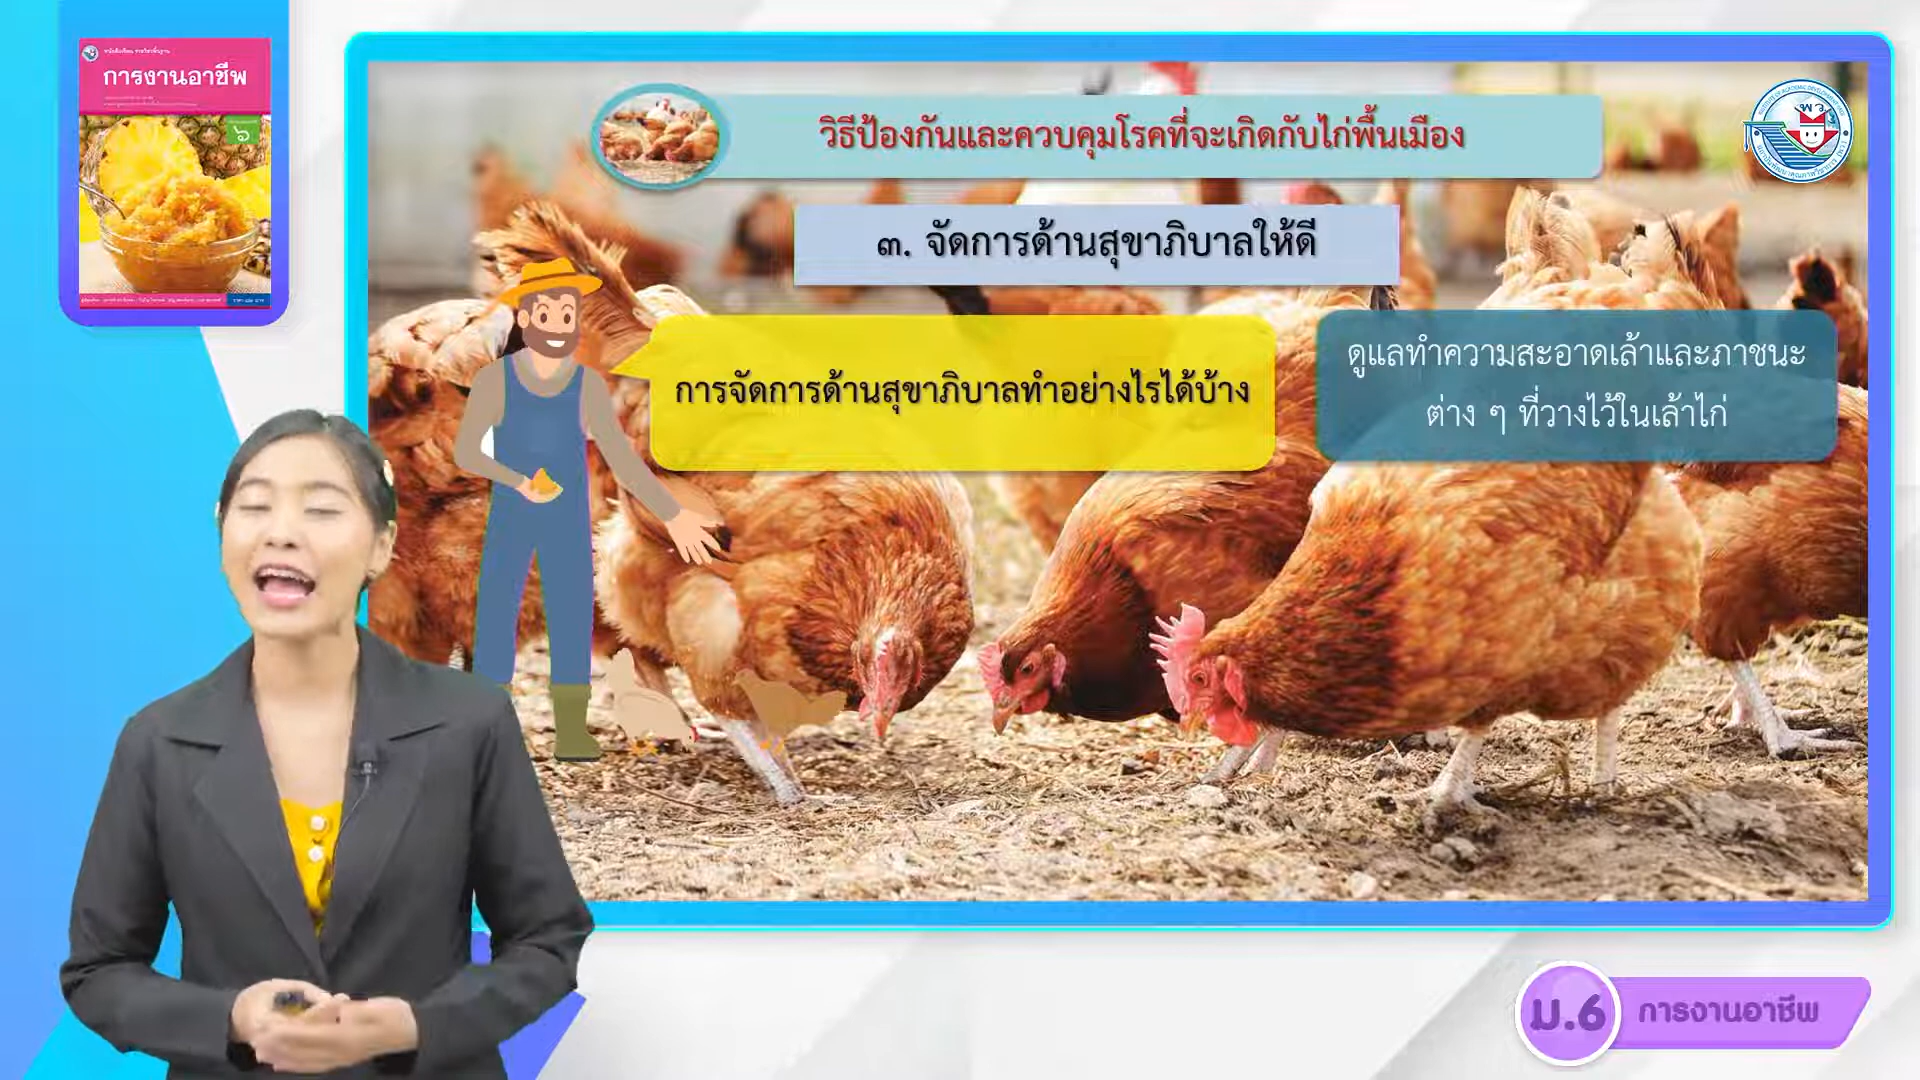 การงานอาชีพ
๖
วิธีป้องกันและควบคุมโรคที่จะเกิดกับไก่พื้นเมือง
พว
๓. จัดการด้านสุขาภิบาลให้ดี
การจัดการด้านสุขาภิบาลทำอย่างไรได้บ้าง
ดูแลทำความสะอาดเล้าและภาชนะ
ต่าง ๆ ที่วางไว้ในเล้าไก่
ม.6
การงานอาชีพ